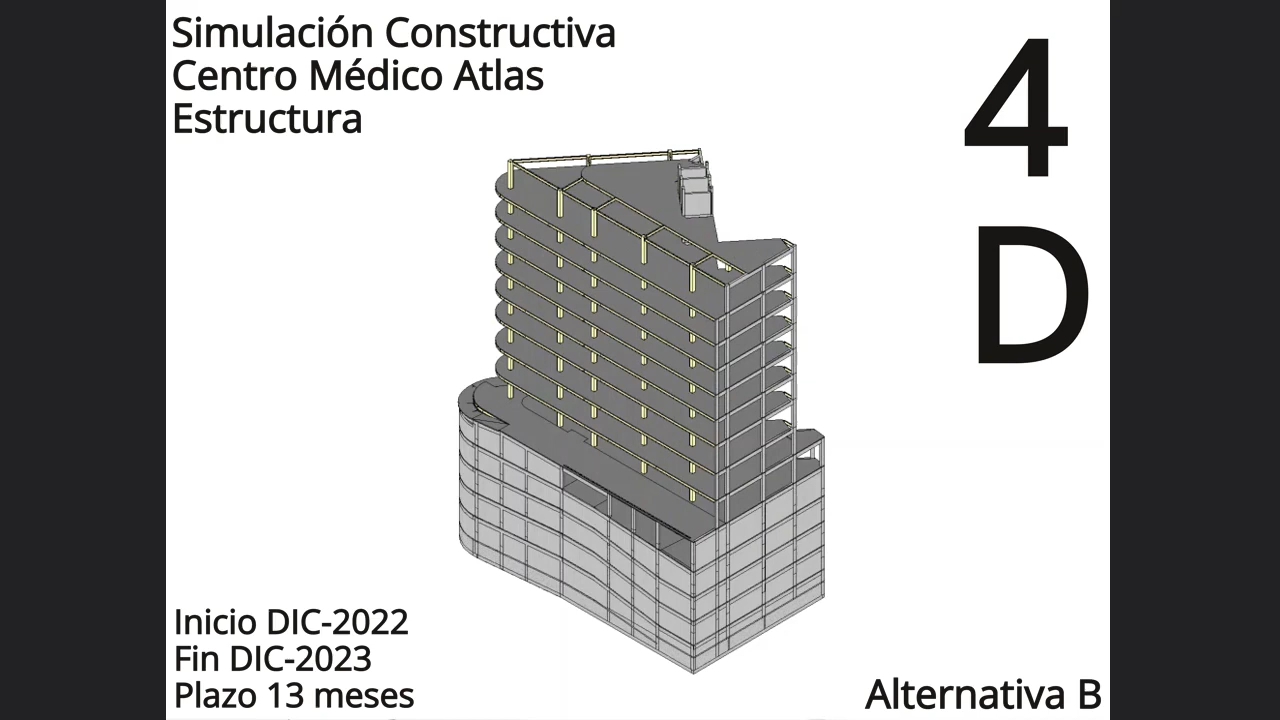 Simulación Constructiva
Centro Médico Atlas
Estructura
4
D
Inicio DIC-2022
Fin DIC-2023
Plazo 13 meses
Alternativa B